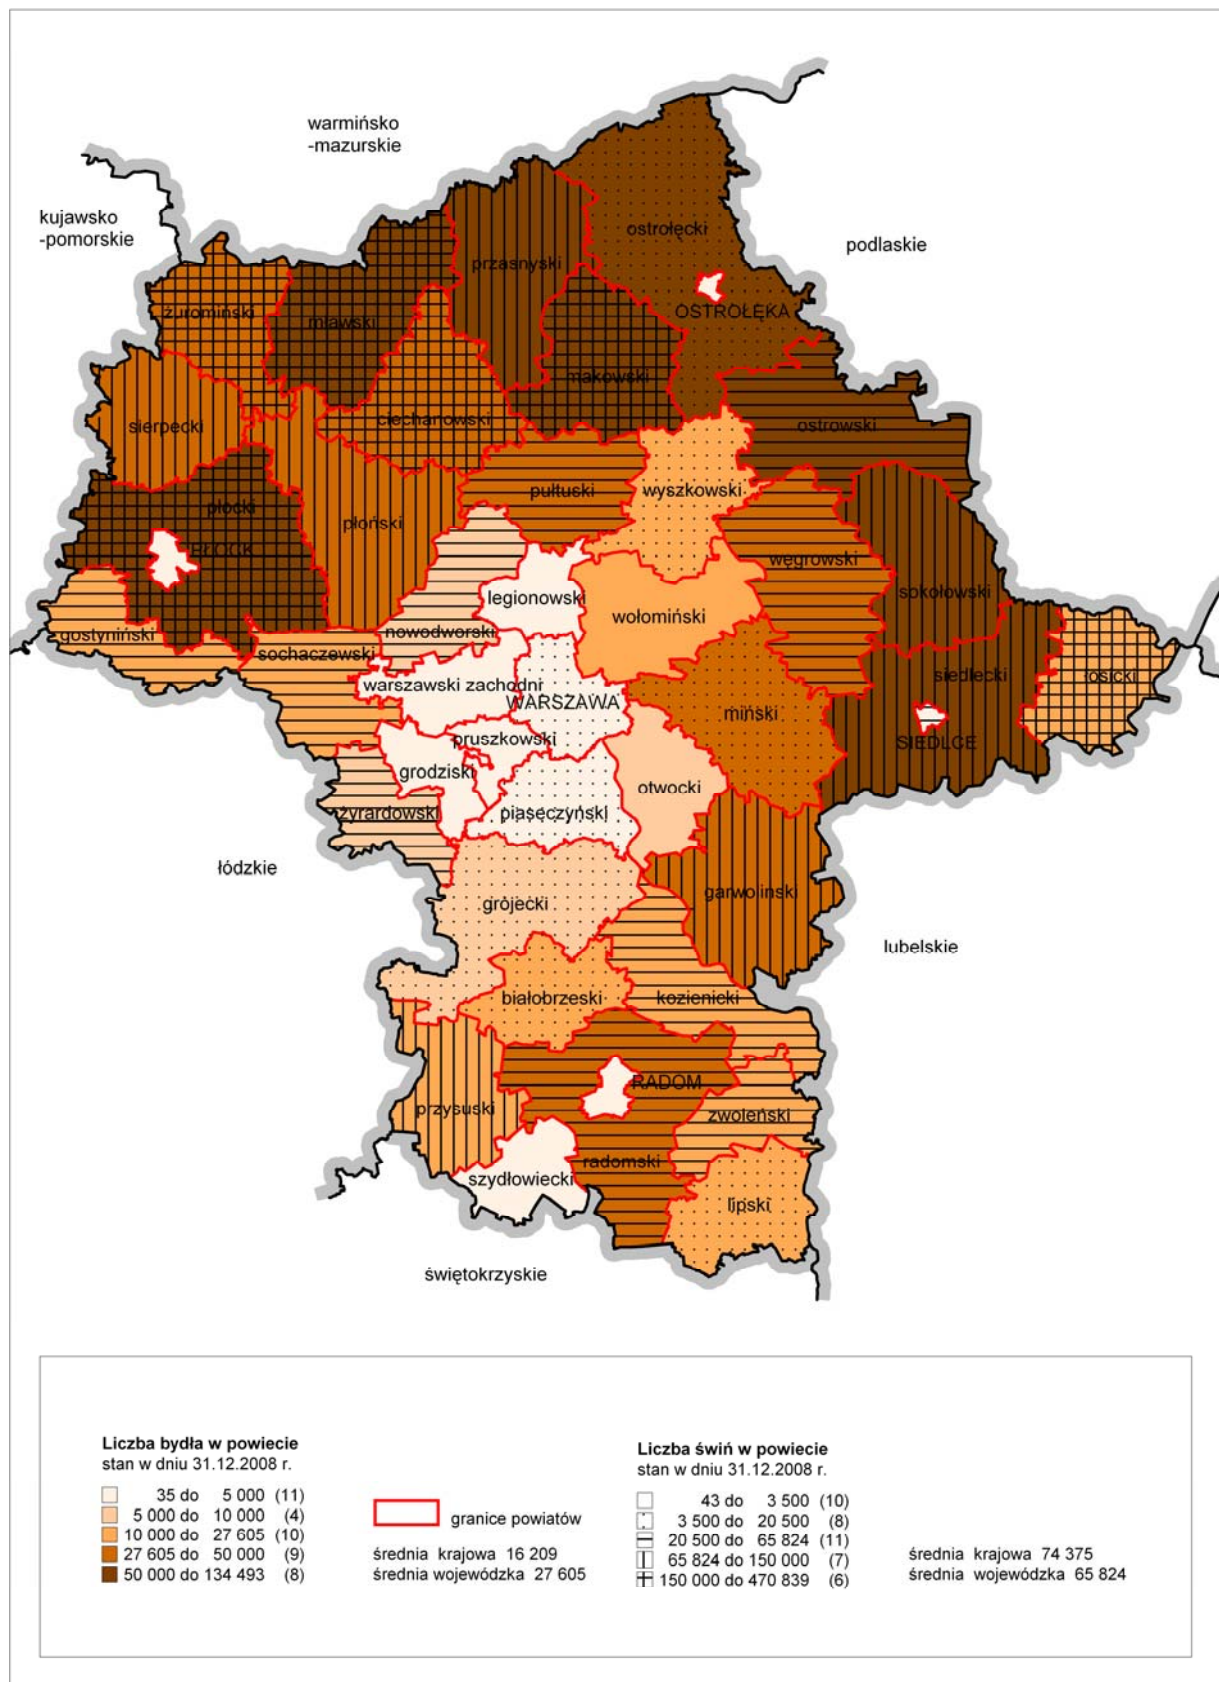 warmińsko
-mazurskie
kujawsko
-pomorskie
podlaskie
ostrołęcki
przasnyski
OSTROŁĘKA
żuromiński
mławski
makowski
ciechanowski
sierpecki
ostrowski
pułtuski
wyszkowski
płocki
płoński
PŁOCK
węgrowski
sokołowski
legionowski
wołomiński
gostyniński
nowodworski
sochaczewski
siedlecki
łosicki
warszawski zachodni
WARSZAWA
miński
SIEDLCE
pruszkowski
grodziski
otwocki
żyrardowski
piaseczyński
łódzkie
garwoliński
grójecki
lubelskie
białobrzeski
kozienicki
RADOM
przysuski
zwoleński
radomski
szydłowiecki
lipski
świętokrzyskie
Liczba bydła w powiecie
stan w dniu 31.12.2008 r.
35 do 5 000 (11)
5 000 do 10 000 (4)
10 000 do 27 605 (10)
27 605 do 50 000 (9)
50 000 do 134 493 (8)
granice powiatów
średnia krajowa 16 209
średnia wojewódzka 27 605
Liczba świń w powiecie
stan w dniu 31.12.2008 r.
43 do 3 500 (10)
3 500 do 20 500 (8)
20 500 do 65 824 (11)
65 824 do 150 000 (7)
150 000 do 470 839 (6)
średnia krajowa 74 375
średnia wojewódzka 65 824